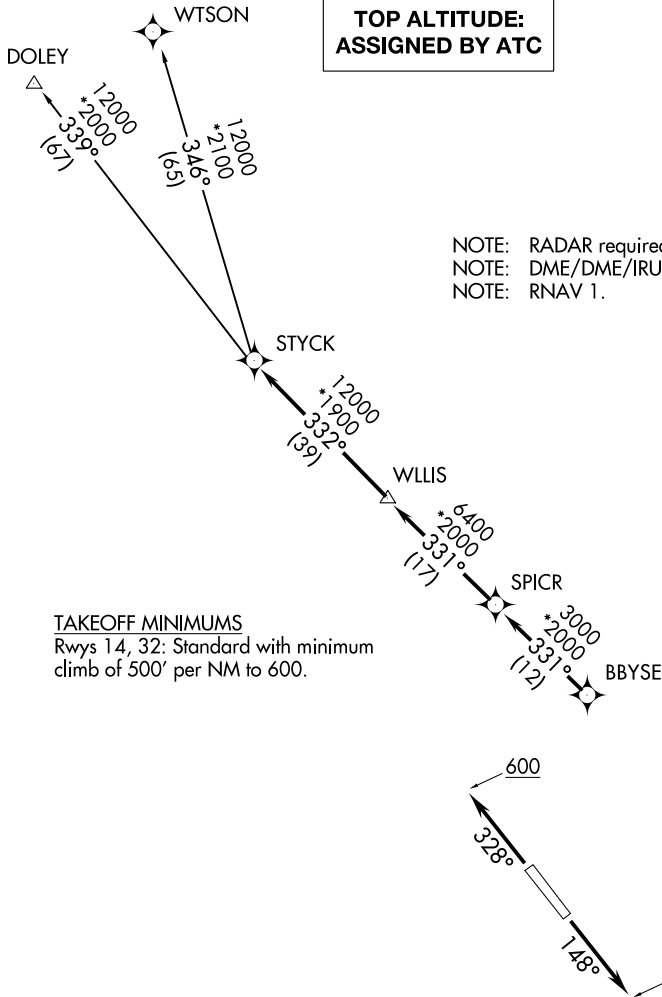 TOP ALTITUDE:
ASSIGNED BY ATC
WTSON
DOLEY
12000
*2000
339°
(67)
12000
*2100
346°
(65)
NOTE: RADAR required
NOTE: DME/DME/IRU
NOTE: RNAV 1.
STYCK
12000
*1900
332°
(39)
WLLIS
6400
*2000
331°
(17)
SPICR
3000
*2000
331°
(12)
BBYSE
TAKEOFF MINIMUMS
Rwys 14, 32: Standard with minimum
climb of 500' per NM to 600.
600
328°
148°